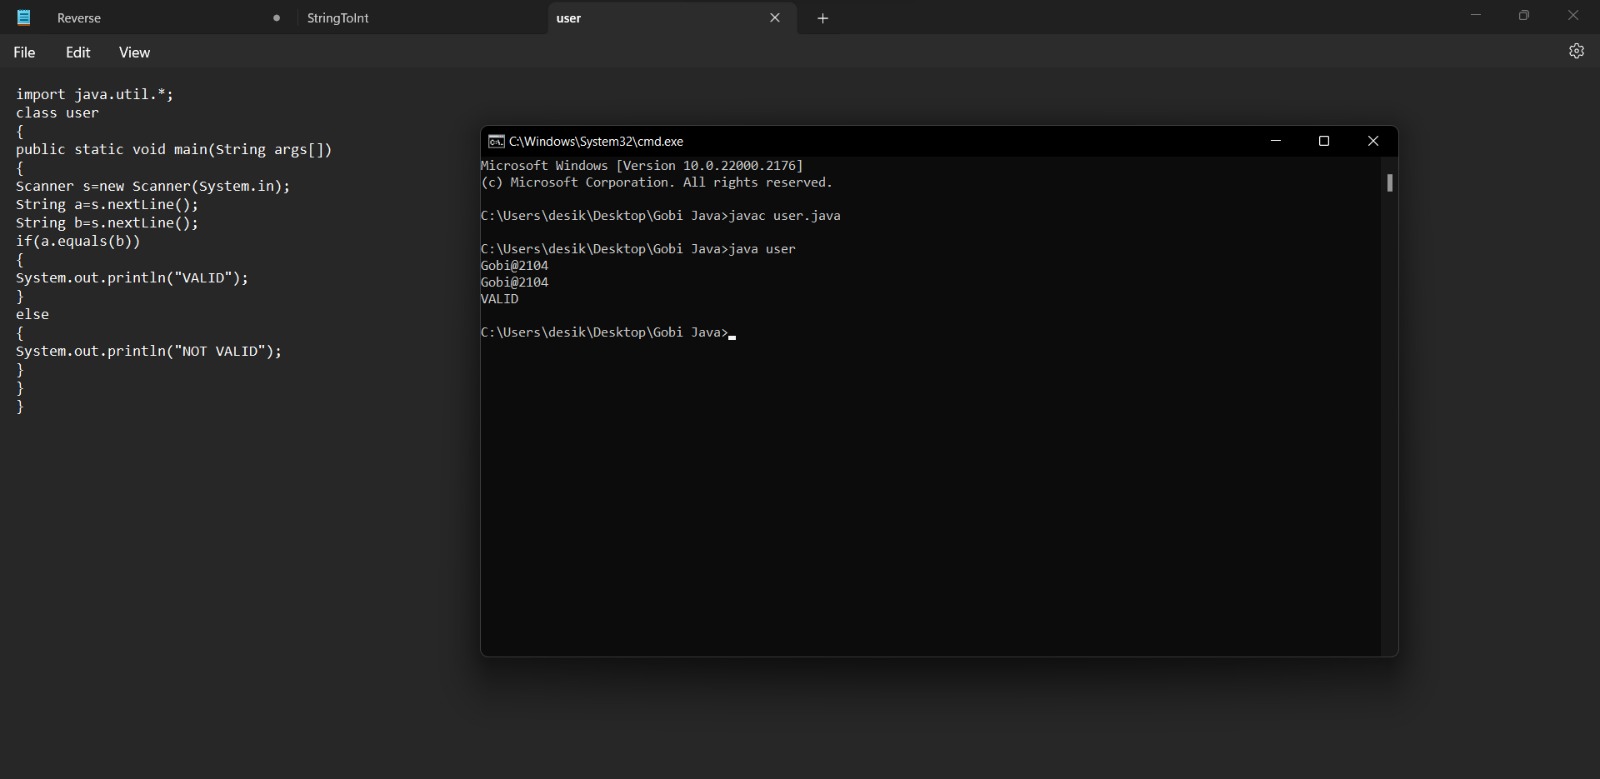 Reverse StringToInt user
File Edit View
import java.util.*;
class user
{
public static void main(String args[])
{
Scanner s=new Scanner(System.in);
String a=s.nextLine();
String b=s.nextLine();
if(a.equals(b))
{
System.out.println("VALID");
}
else
{
System.out.println("NOT VALID");
}
}
}
C:\Windows\System32\cmd.exe
Microsoft Windows [Version 10.0.22000.2176]
(c) Microsoft Corporation. All rights reserved.
C:\Users\desik\Desktop\Gobi Java>javac user.java
C:\Users\desik\Desktop\Gobi Java>java user
Gobi@2104
Gobi@2104
VALID
C:\Users\desik\Desktop\Gobi Java>